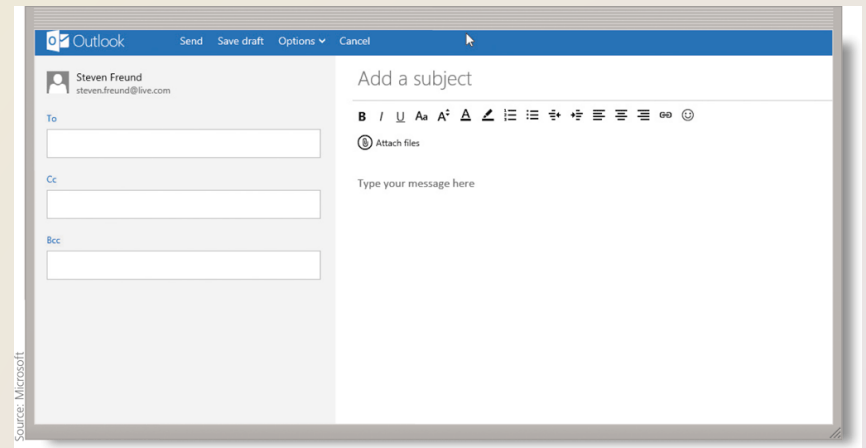 Outlook Send Save draft Options Cancel
Steven Freund
steven.freund@live.com
To
Cc
Bcc
Add a subject
B I U Aa A A
Attach files
Type your message here
Source: Microsoft